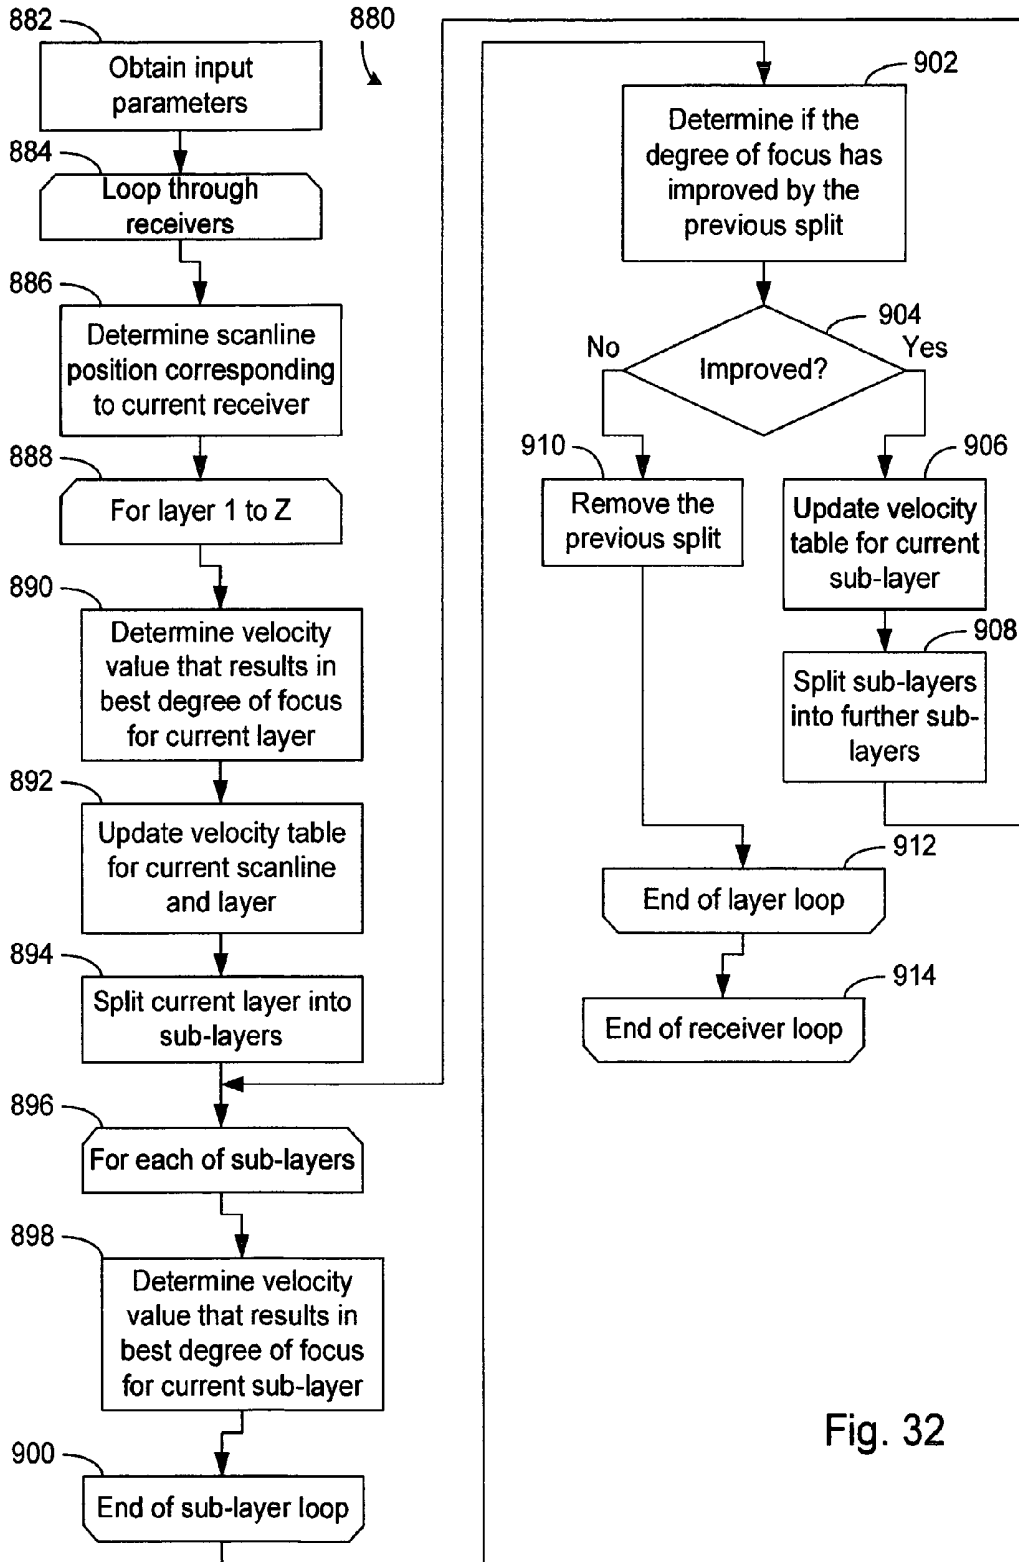 880
882
Obtain input
parameters
884
Loop through
receivers
886
Determine scanline
position corresponding
to current receiver
888
For layer 1 to Z
890
Determine velocity
value that results in
best degree of focus
for current layer
892
Update velocity table
for current scanline
and layer
894
Split current layer into
sub-layers
896
For each of sub-layers
898
Determine velocity
value that results in
best degree of focus
for current sub-layer
900
End of sub-layer loop
902
Determine if the
degree of focus has
improved by the
previous split
904
No
Yes
Improved?
910
Remove the
previous split
906
Update velocity
table for current
sub-layer
908
Split sub-layers
into further sub-
layers
912
End of layer loop
914
End of receiver loop
Fig. 32